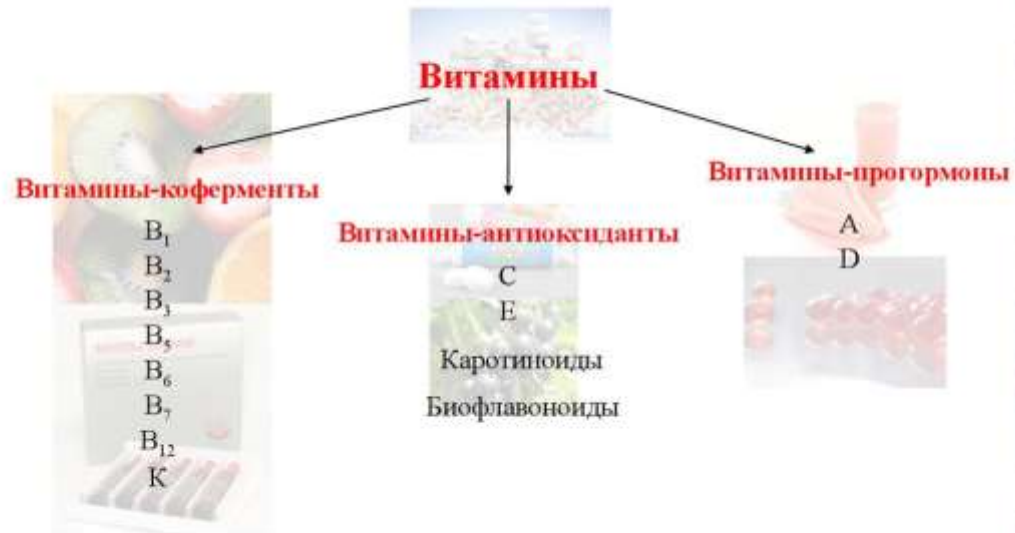 Витамины
Витамины-коферменты
B₁
B₂
B₃
B₅
B₆
B₇
B₁₂
К
Витамины-антиоксиданты
С
Е
Каротиноиды
Биофлавоноиды
Витамины-прогормоны
А
D